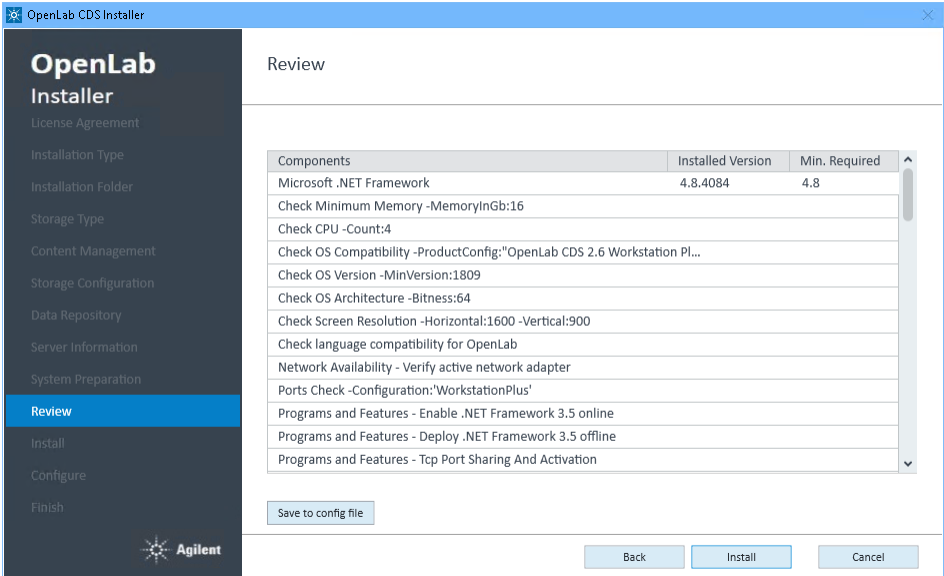 OpenLab CDS Installer
OpenLab
Installer
License Agreement
Installation Type
Installation Folder
Storage Type
Content Management
Storage Configuration
Data Repository
Server Information
System Preparation
Review
Install
Configure
Finish
Agilent
Review
Components Installed Version Min. Required
Microsoft .NET Framework 4.8.4084 4.8
Check Minimum Memory -MemoryInGb:16
Check CPU -Count:4
Check OS Compatibility -ProductConfig:"OpenLab CDS 2.6 Workstation Pl...
Check OS Version -MinVersion:1809
Check OS Architecture -Bitness:64
Check Screen Resolution -Horizontal:1600 -Vertical:900
Check language compatibility for OpenLab
Network Availability - Verify active network adapter
Ports Check -Configuration:'WorkstationPlus'
Programs and Features - Enable .NET Framework 3.5 online
Programs and Features - Deploy .NET Framework 3.5 offline
Programs and Features - Tcp Port Sharing And Activation
Save to config file
Back Install Cancel